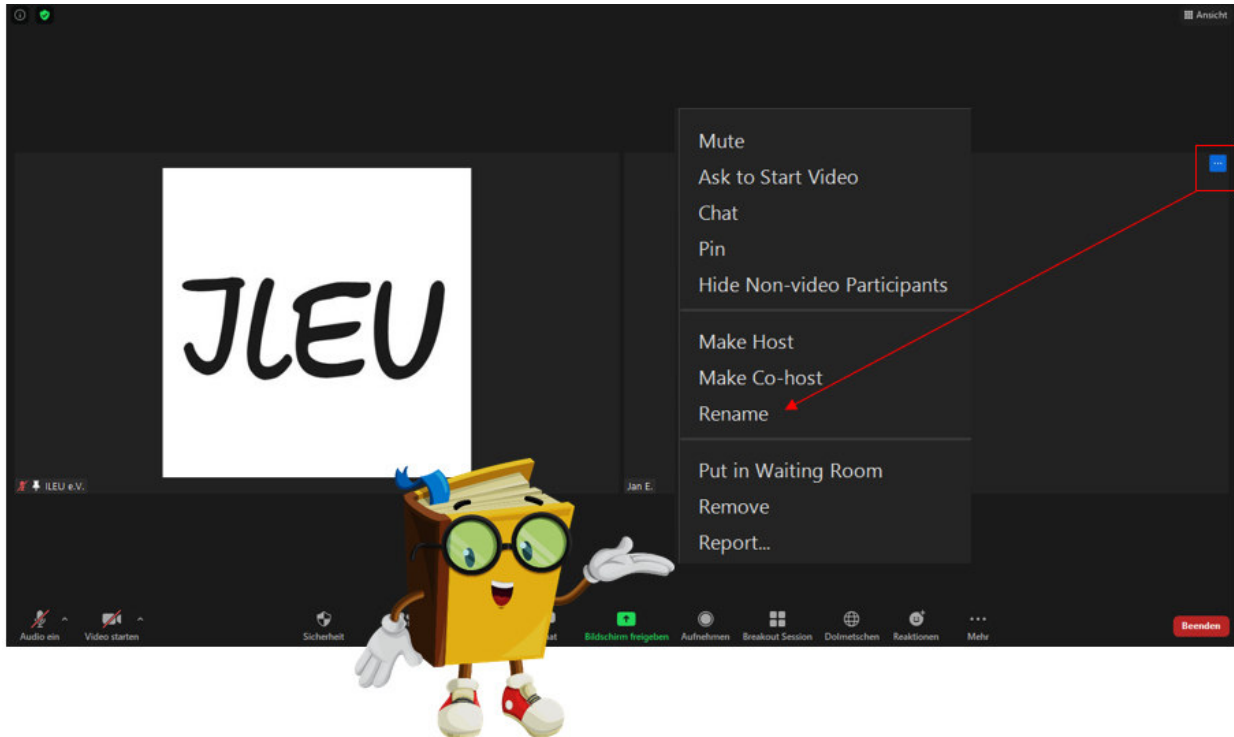 Ansicht
Mute
Ask to Start Video
Chat
Pin
Hide Non-video Participants
Make Host
Make Co-host
Rename
Put in Waiting Room
Remove
Report...
JLEU
ILEU e.V.
Jan E.
Audio ein
Video starten
Sicherheit
Bildschirm freigeben
Aufnehmen
Breakout Session
Dolmetschen
Reaktionen
Mehr
Beenden